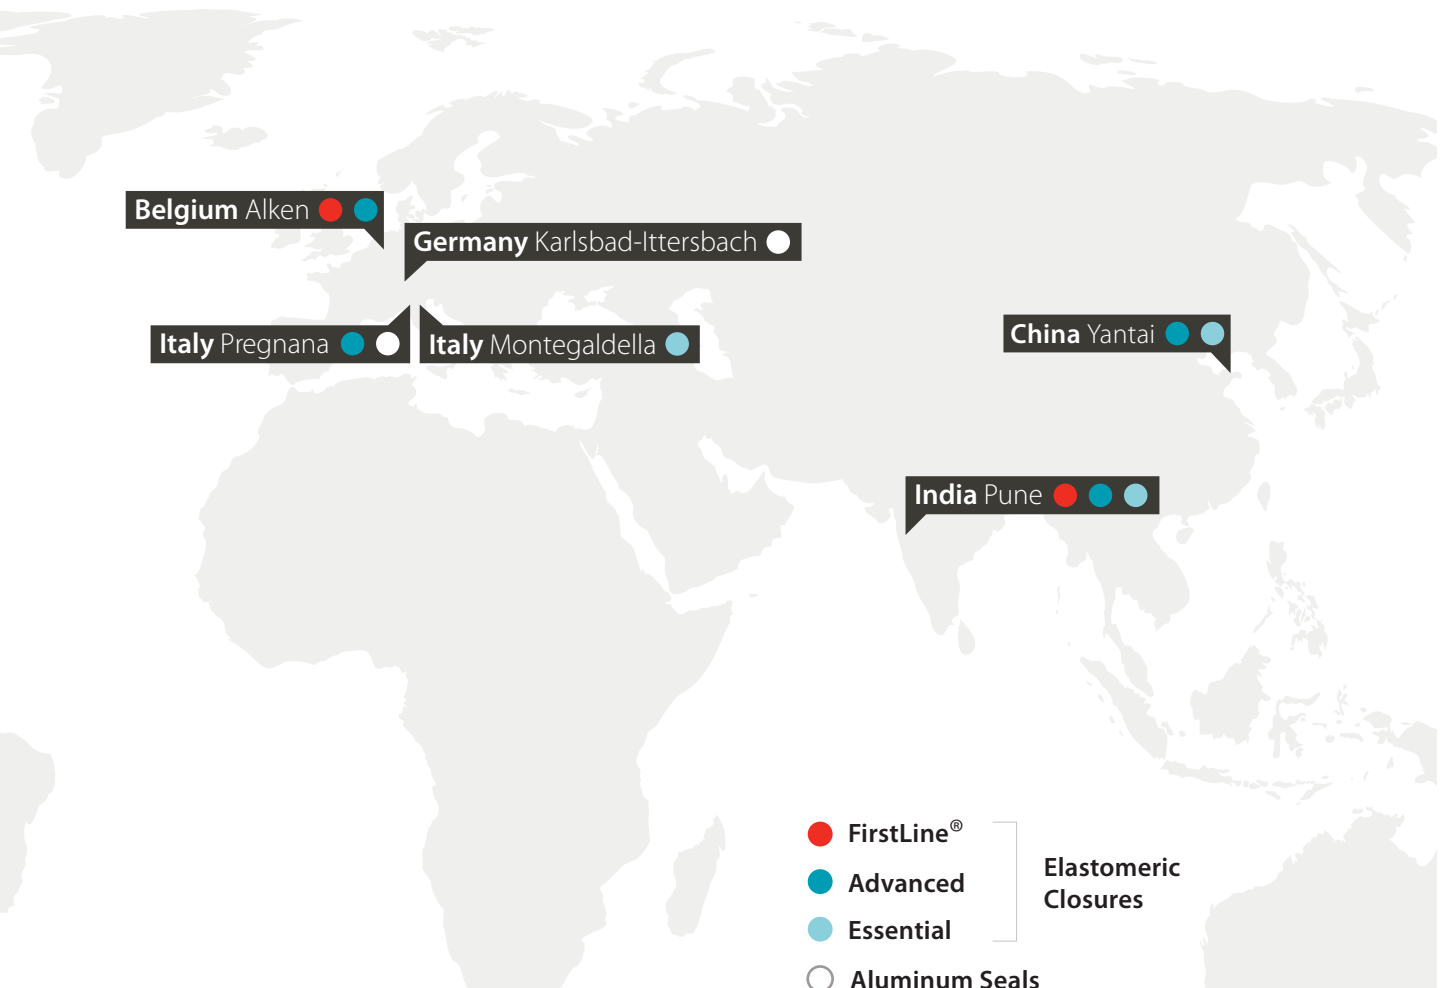 Belgium Alken
Germany Karlsbad-Ittersbach
Italy Pregnana
Italy Montegaldella
China Yantai
India Pune
FirstLine®
Advanced
Essential
Elastomeric
Closures
Aluminum Seals